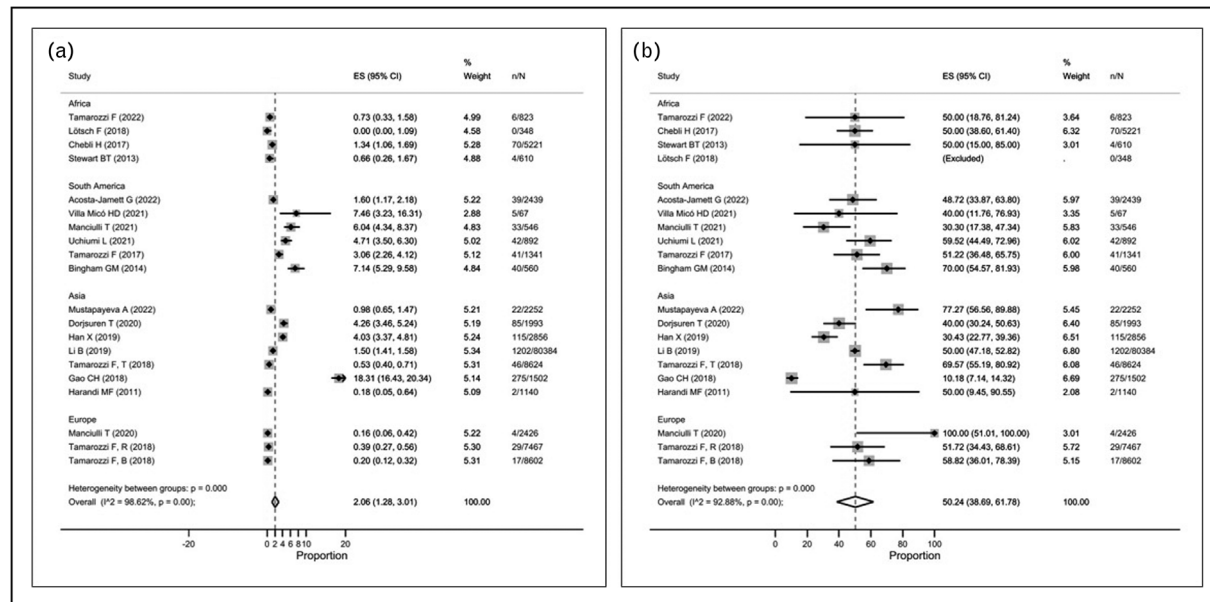 (a)
%
Study ES (95% CI) Weight n/N
Africa
Tamarozzi F (2022) 0.73 (0.33, 1.58) 4.99 6/823
Lötsch F (2018) 0.00 (0.00, 1.09) 4.58 0/348
Chebli H (2017) 1.34 (1.06, 1.69) 5.28 70/5221
Stewart BT (2013) 0.66 (0.26, 1.67) 4.88 4/610
South America
Acosta-Jamett G (2022) 1.60 (1.17, 2.18) 5.22 39/2439
Villa Micó HD (2021) 7.46 (3.23, 16.31) 2.88 5/67
Manciulli T (2021) 6.04 (4.34, 8.37) 4.83 33/546
Uchiumi L (2021) 4.71 (3.50, 6.30) 5.02 42/892
Tamarozzi F (2017) 3.06 (2.26, 4.12) 5.12 41/1341
Bingham GM (2014) 7.14 (5.29, 9.58) 4.84 40/560
Asia
Mustapayeva A (2022) 0.98 (0.65, 1.47) 5.21 22/2252
Dorjsuren T (2020) 4.26 (3.46, 5.24) 5.19 85/1993
Han X (2019) 4.03 (3.37, 4.81) 5.24 115/2856
Li B (2019) 1.50 (1.41, 1.58) 5.34 1202/80384
Tamarozzi F, T (2018) 0.53 (0.40, 0.71) 5.31 46/8624
Gao CH (2018) 18.31 (16.43, 20.34) 5.14 275/1502
Harandi MF (2011) 0.18 (0.05, 0.64) 5.09 2/1140
Europe
Manciulli T (2020) 0.16 (0.06, 0.42) 5.22 4/2426
Tamarozzi F, R (2018) 0.39 (0.27, 0.56) 5.30 29/7467
Tamarozzi F, B (2018) 0.20 (0.12, 0.32) 5.31 17/8602
Heterogeneity between groups: p = 0.000
Overall (I^2 = 98.62%, p = 0.00); 2.06 (1.28, 3.01) 100.00
-20 0 2 4 6 8 10 20
Proportion
(b)
%
Study ES (95% CI) Weight n/N
Africa
Tamarozzi F (2022) 50.00 (18.76, 81.24) 3.64 6/823
Chebli H (2017) 50.00 (38.60, 61.40) 6.32 70/5221
Stewart BT (2013) 50.00 (15.00, 85.00) 3.01 4/610
Lötsch F (2018) (Excluded) . 0/348
South America
Acosta-Jamett G (2022) 48.72 (33.87, 63.80) 5.97 39/2439
Villa Micó HD (2021) 40.00 (11.76, 76.93) 3.35 5/67
Manciulli T (2021) 30.30 (17.38, 47.34) 5.83 33/546
Uchiumi L (2021) 59.52 (44.49, 72.96) 6.02 42/892
Tamarozzi F (2017) 51.22 (36.48, 65.75) 6.00 41/1341
Bingham GM (2014) 70.00 (54.57, 81.93) 5.98 40/560
Asia
Mustapayeva A (2022) 77.27 (56.56, 89.88) 5.45 22/2252
Dorjsuren T (2020) 40.00 (30.24, 50.63) 6.40 85/1993
Han X (2019) 30.43 (22.77, 39.36) 6.51 115/2856
Li B (2019) 50.00 (47.18, 52.82) 6.80 1202/80384
Tamarozzi F, T (2018) 69.57 (55.19, 80.92) 6.08 46/8624
Gao CH (2018) 10.18 (7.14, 14.32) 6.69 275/1502
Harandi MF (2011) 50.00 (9.45, 90.55) 2.08 2/1140
Europe
Manciulli T (2020) 100.00 (51.01, 100.00) 3.01 4/2426
Tamarozzi F, R (2018) 51.72 (34.43, 68.61) 5.72 29/7467
Tamarozzi F, B (2018) 58.82 (36.01, 78.39) 5.15 17/8602
Heterogeneity between groups: p = 0.000
Overall (I^2 = 92.88%, p = 0.00); 50.24 (38.69, 61.78) 100.00
0 20 40 60 80 100
Proportion